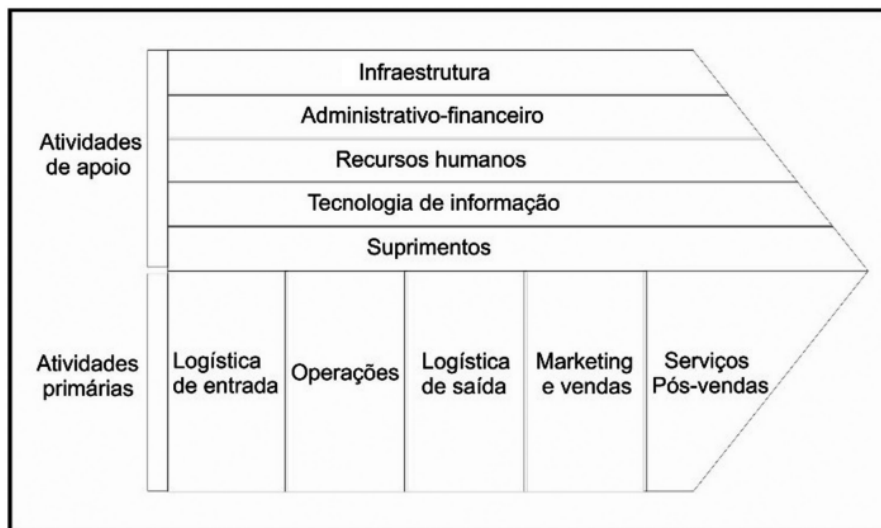 Infraestrutura
Administrativo-financeiro
Atividades
de apoio
Recursos humanos
Tecnologia de informação
Suprimentos
Atividades
primárias
Logística
de entrada
Operações
Logística
de saída
Marketing
e vendas
Serviços
Pós-vendas